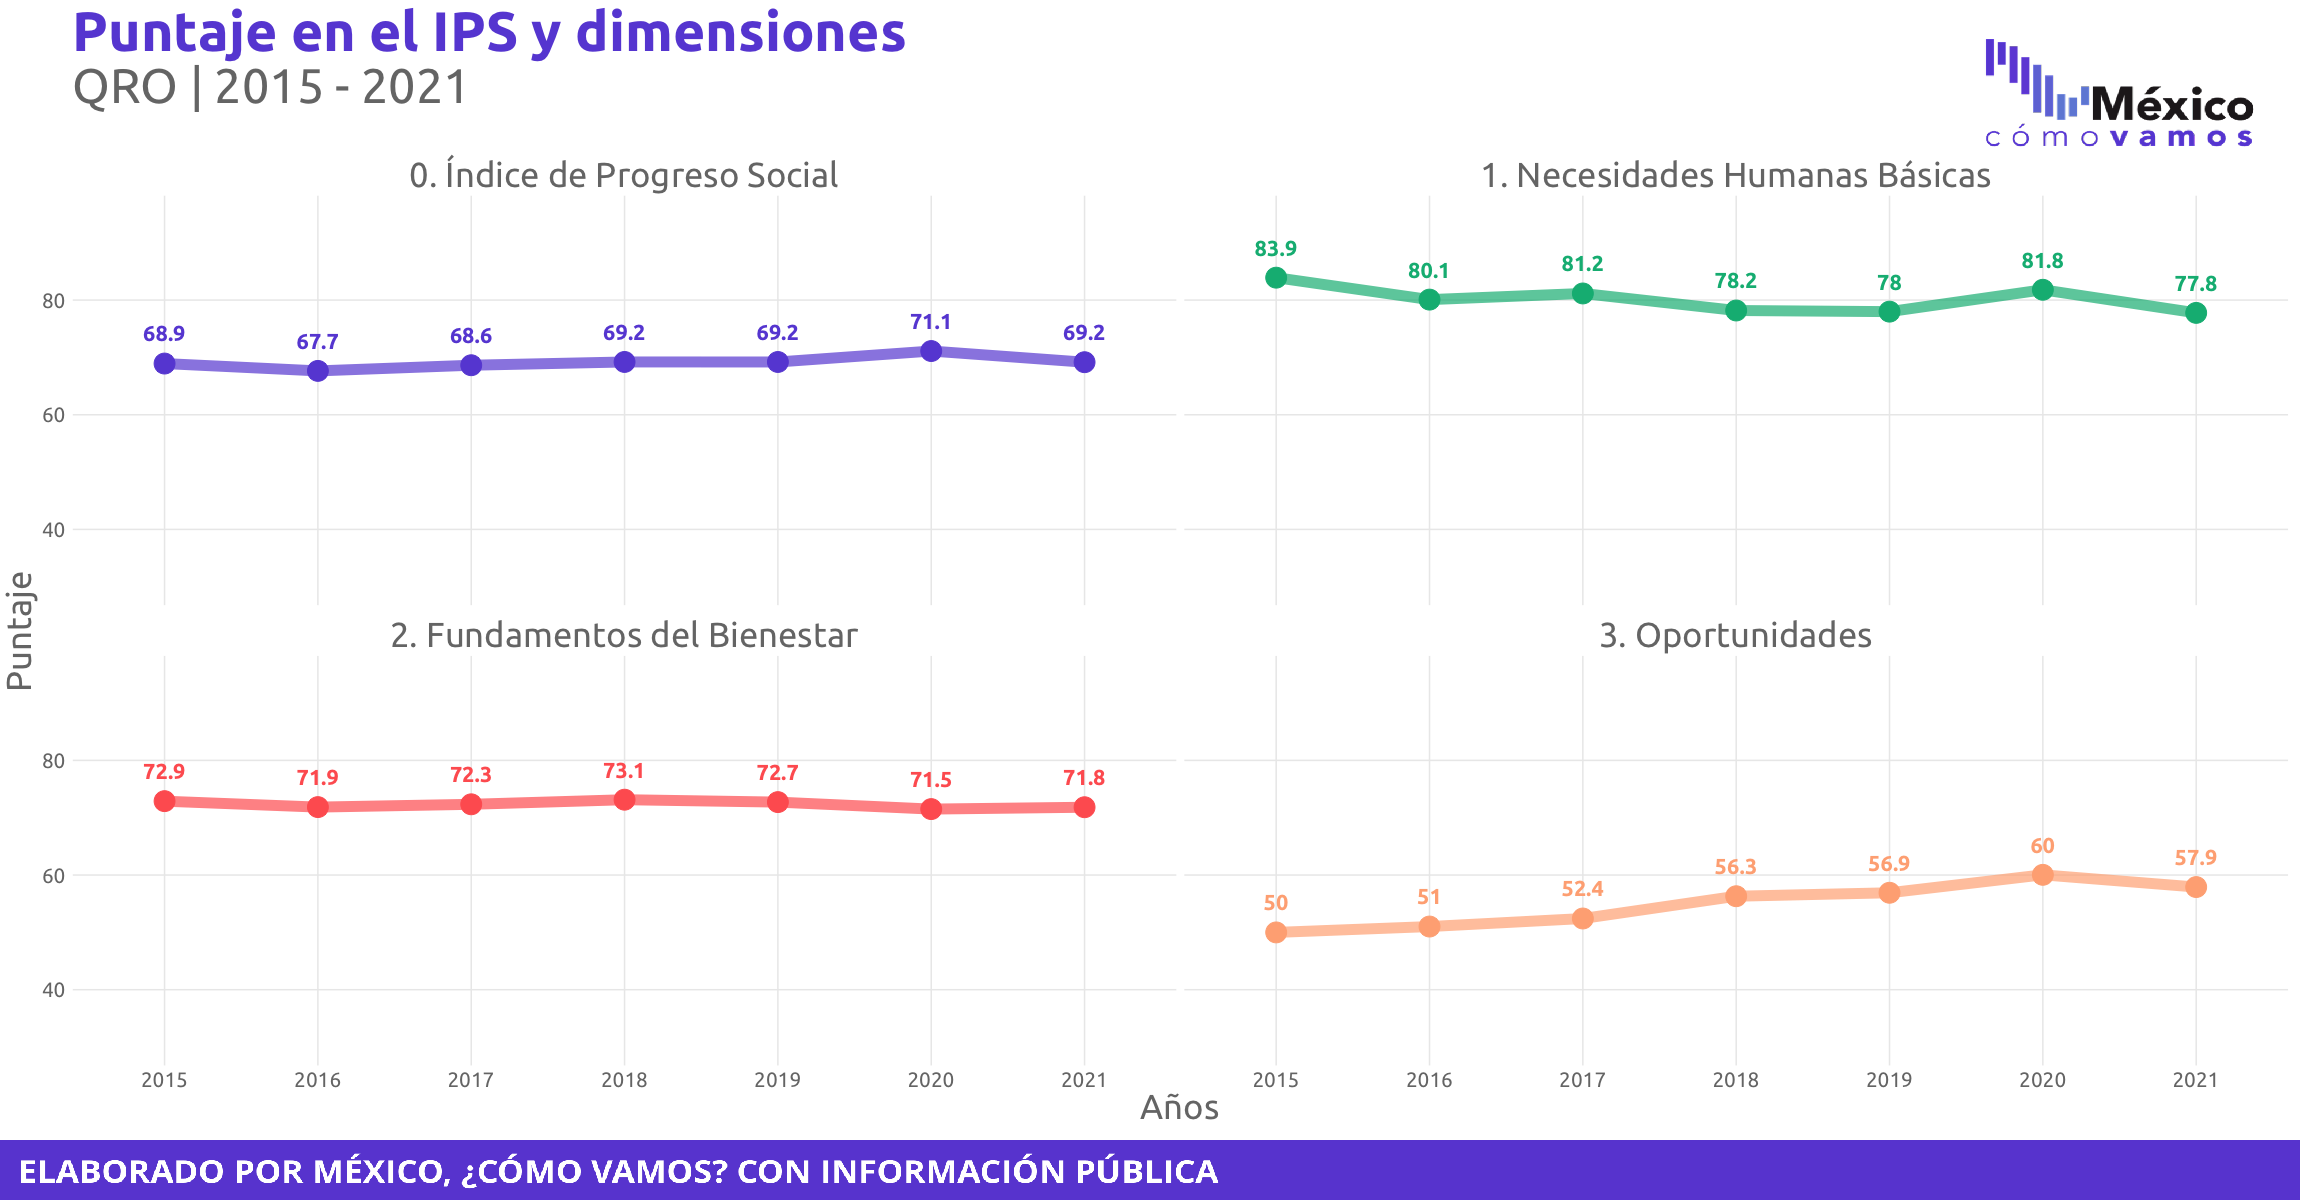 Puntaje en el IPS y dimensiones
QRO | 2015 - 2021
México
cómovamos
0. Índice de Progreso Social
80
60
40
68.9
67.7
68.6
69.2
69.2
71.1
69.2
1. Necesidades Humanas Básicas
83.9
80.1
81.2
78.2
78
81.8
77.8
Puntaje
2. Fundamentos del Bienestar
80
60
40
72.9
71.9
72.3
73.1
72.7
71.5
71.8
2015 2016 2017 2018 2019 2020 2021
3. Oportunidades
50
51
52.4
56.3
56.9
60
57.9
2015 2016 2017 2018 2019 2020 2021
Años
ELABORADO POR MÉXICO, ¿CÓMO VAMOS? CON INFORMACIÓN PÚBLICA